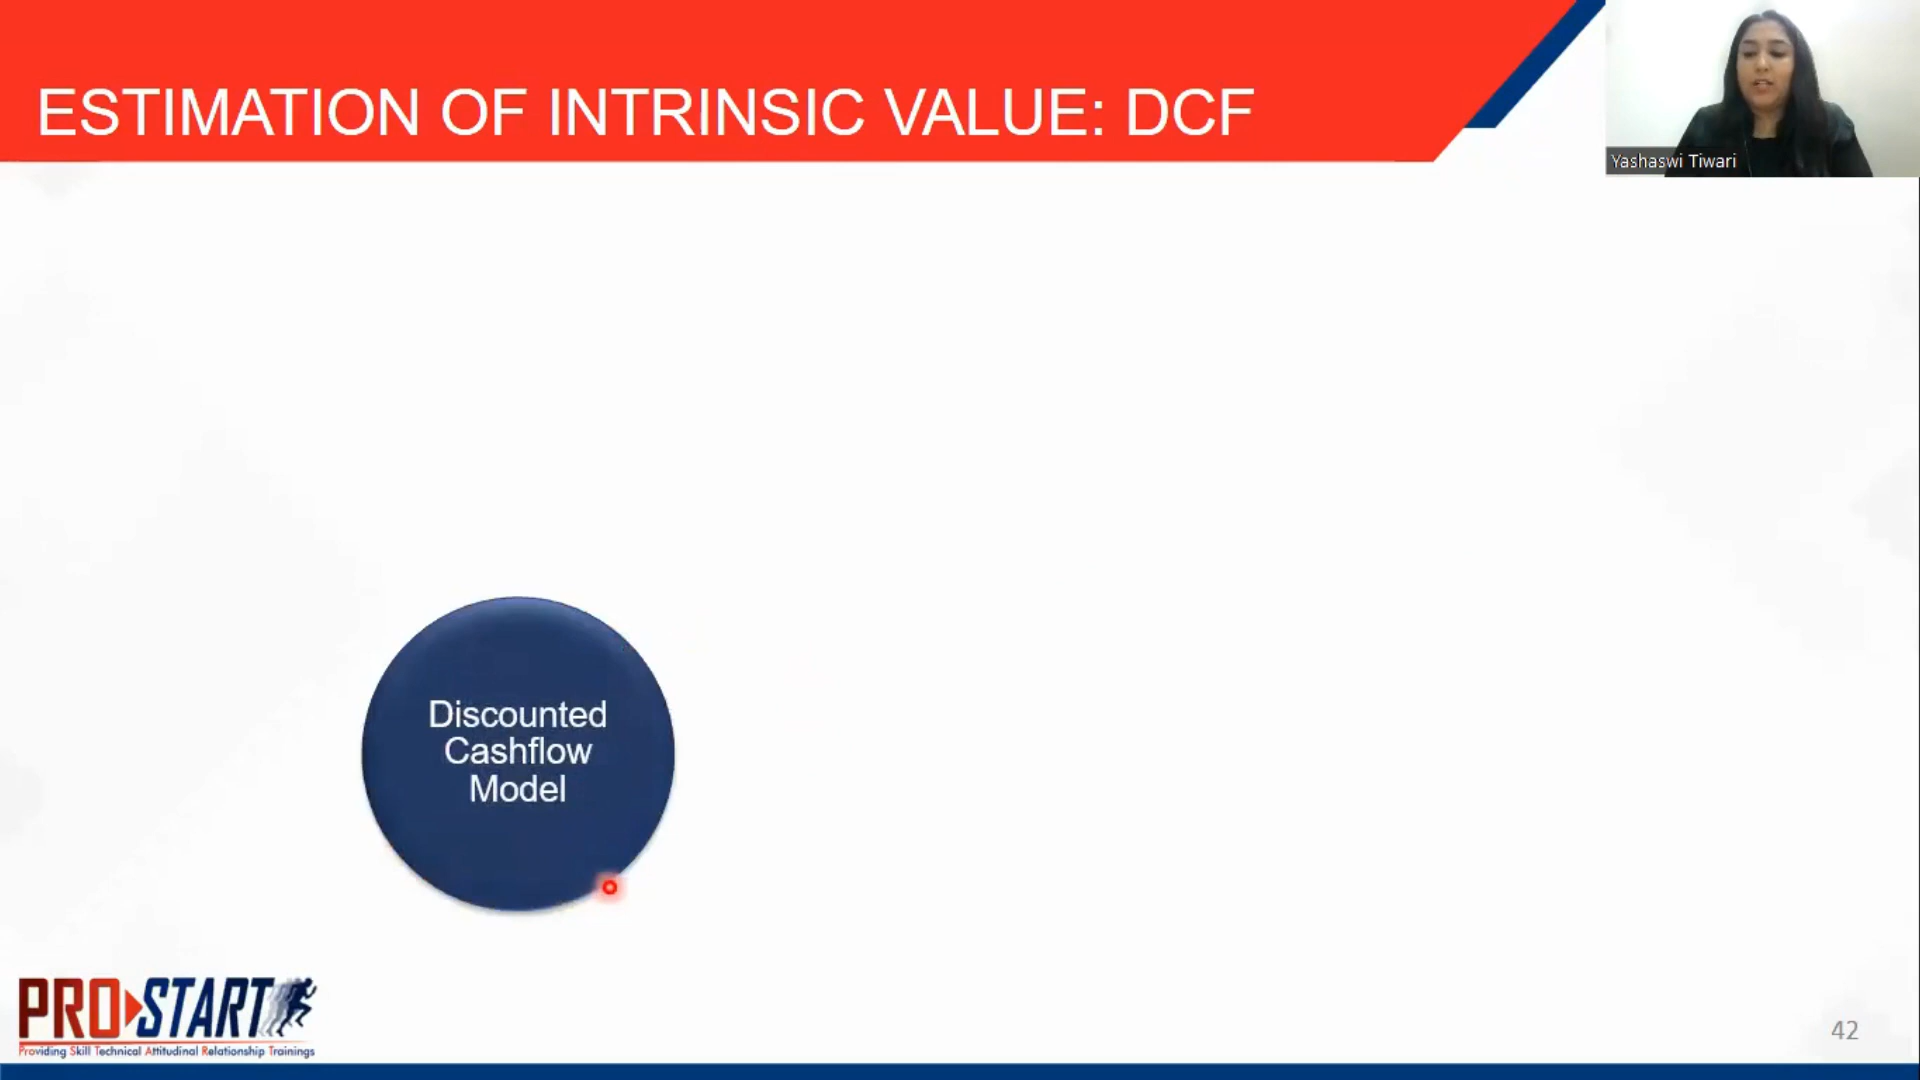 ESTIMATION OF INTRINSIC VALUE: DCF
Yashaswi Tiwari
Discounted
Cashflow
Model
PRO START
Providing Skill Technical Attitudinal Relationship Trainings
42